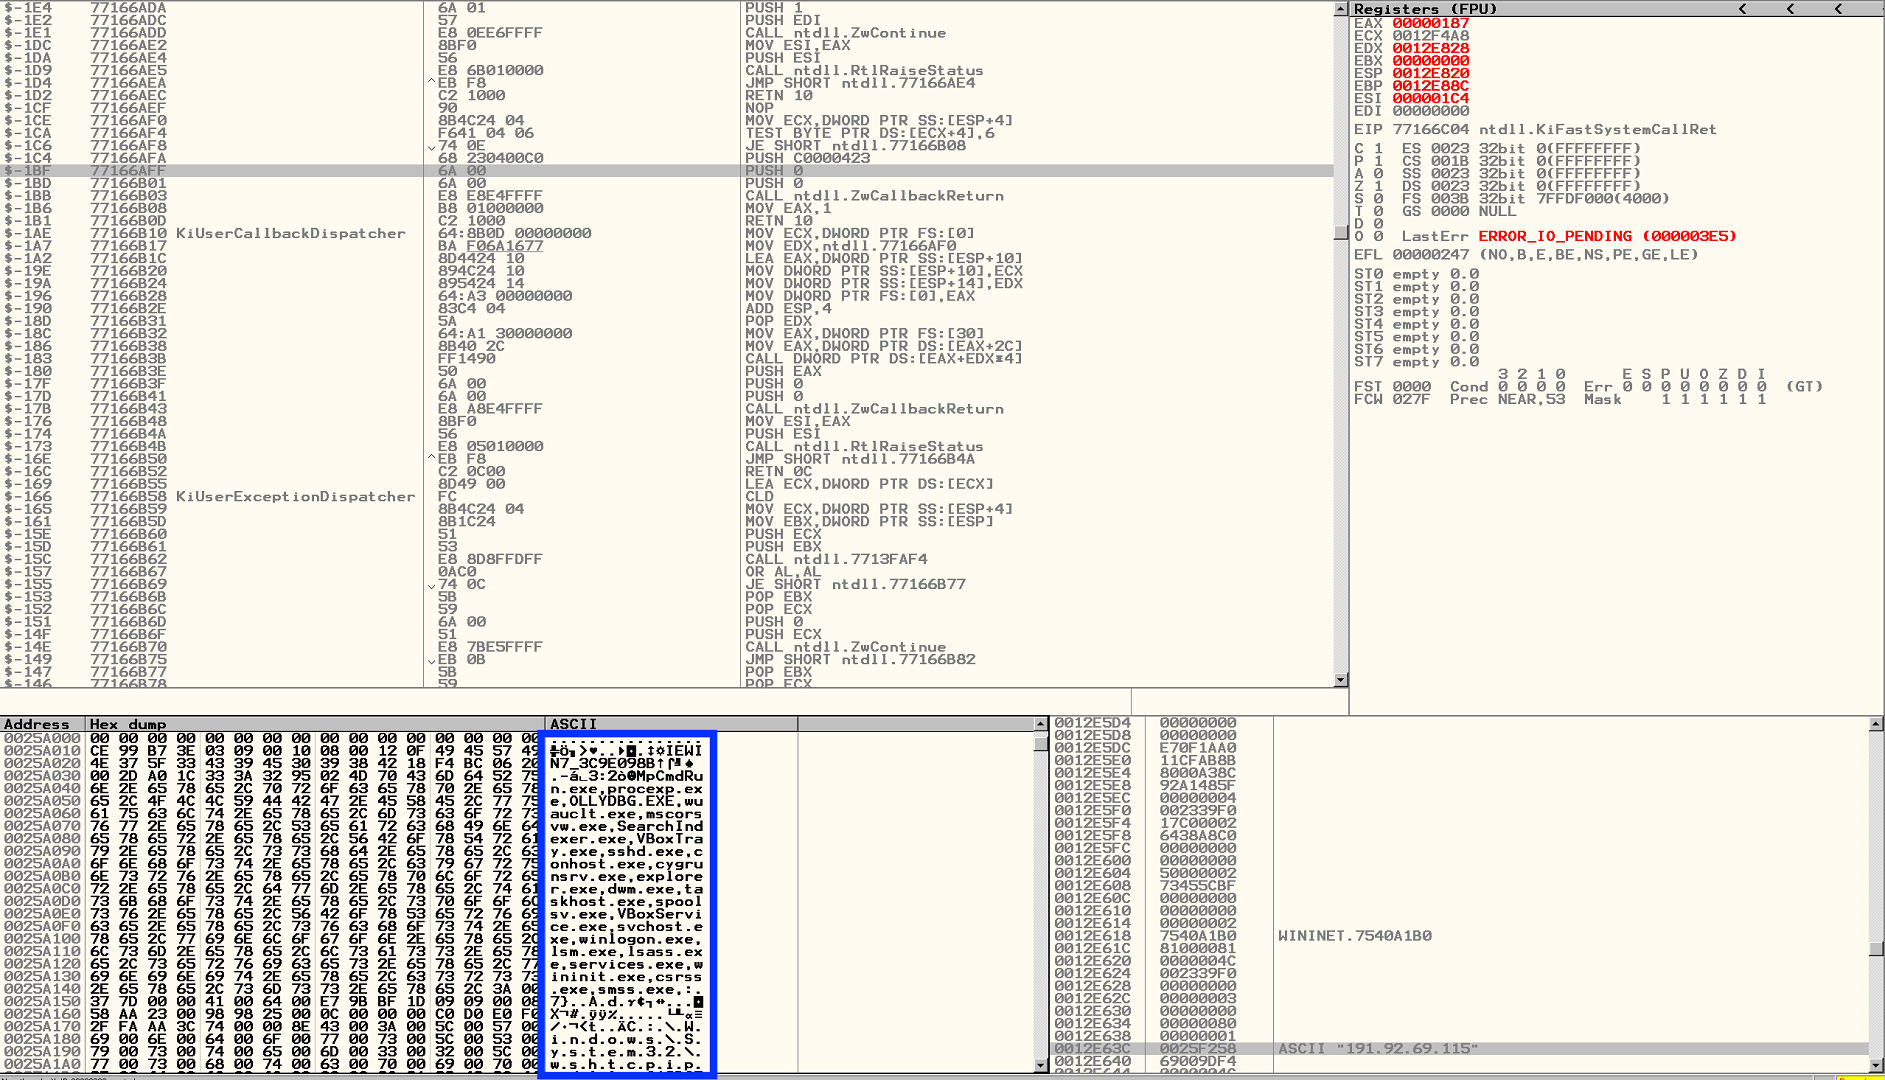 $-1E4 77166ADA 6A 01 PUSH 1
$-1E2 77166ADC 57 PUSH EDI
$-1E1 77166ADD E8 0EE6FFFF CALL ntdll.ZwContinue
$-1DC 77166AE2 8BF0 MOV ESI,EAX
$-1DA 77166AE4 56 PUSH ESI
$-1D9 77166AE5 E8 6B010000 CALL ntdll.RtlRaiseStatus
$-1D4 77166AEA ^EB F8 JMP SHORT ntdll.77166AE4
$-1D2 77166AEC C2 1000 RETN 10
$-1CF 77166AEF 90 NOP
$-1CE 77166AF0 8B4C24 04 MOV ECX,DWORD PTR SS:[ESP+4]
$-1CA 77166AF4 F641 04 06 TEST BYTE PTR DS:[ECX+4],6
$-1C6 77166AF8 74 0E JE SHORT ntdll.77166B08
$-1C4 77166AFA 68 230400C0 PUSH C0000423
$-1BF 77166AFF 6A 00 PUSH 0
$-1BD 77166B01 6A 00 PUSH 0
$-1BB 77166B03 E8 E8E4FFFF CALL ntdll.ZwCallbackReturn
$-1B6 77166B08 B8 01000000 MOV EAX,1
$-1B1 77166B0D C2 1000 RETN 10
$-1AE 77166B10 KiUserCallbackDispatcher 64:8B0D 00000000 MOV ECX,DWORD PTR FS:[0]
$-1A7 77166B17 BA F06A1677 MOV EDX,ntdll.77166AF0
$-1A2 77166B1C 8D4424 10 LEA EAX,DWORD PTR SS:[ESP+10]
$-19E 77166B20 894C24 10 MOV DWORD PTR SS:[ESP+10],ECX
$-19A 77166B24 895424 14 MOV DWORD PTR SS:[ESP+14],EDX
$-196 77166B28 64:A3 00000000 MOV DWORD PTR FS:[0],EAX
$-190 77166B2E 83C4 04 ADD ESP,4
$-18D 77166B31 5A POP EDX
$-18C 77166B32 64:A1 30000000 MOV EAX,DWORD PTR FS:[30]
$-186 77166B38 8B40 2C MOV EAX,DWORD PTR DS:[EAX+2C]
$-183 77166B3B FF1490 CALL DWORD PTR DS:[EAX+EDX*4]
$-180 77166B3E 50 PUSH EAX
$-17F 77166B3F 6A 00 PUSH 0
$-17D 77166B41 6A 00 PUSH 0
$-17B 77166B43 E8 A8E4FFFF CALL ntdll.ZwCallbackReturn
$-176 77166B48 8BF0 MOV ESI,EAX
$-174 77166B4A 56 PUSH ESI
$-173 77166B4B E8 05010000 CALL ntdll.RtlRaiseStatus
$-16E 77166B50 ^EB F8 JMP SHORT ntdll.77166B4A
$-16C 77166B52 C2 0C00 RETN 0C
$-169 77166B55 8D49 00 LEA ECX,DWORD PTR DS:[ECX]
$-166 77166B58 KiUserExceptionDispatcher FC CLD
$-165 77166B59 8B4C24 04 MOV ECX,DWORD PTR SS:[ESP+4]
$-161 77166B5D 8B1C24 MOV EBX,DWORD PTR SS:[ESP]
$-15E 77166B60 51 PUSH ECX
$-15D 77166B61 53 PUSH EBX
$-15C 77166B62 E8 8D8FFDFF CALL ntdll.7713FAF4
$-157 77166B67 0AC0 OR AL,AL
$-155 77166B69 74 0C JE SHORT ntdll.77166B77
$-153 77166B6B 5B POP EBX
$-152 77166B6C 59 POP ECX
$-151 77166B6D 6A 00 PUSH 0
$-14F 77166B6F 51 PUSH ECX
$-14E 77166B70 E8 7BE5FFFF CALL ntdll.ZwContinue
$-149 77166B75 EB 0B JMP SHORT ntdll.77166B82
$-147 77166B77 5B POP EBX
$-146 77166B78 59 POP ECX
Registers (FPU) < < <
EAX 00000187
ECX 0012F4A8
EDX 0012E828
EBX 00000000
ESP 0012E820
EBP 0012E88C
ESI 000001C4
EDI 00000000
EIP 77166C04 ntdll.KiFastSystemCallRet
C 1 ES 0023 32bit 0(FFFFFFFF)
P 1 CS 001B 32bit 0(FFFFFFFF)
A 0 SS 0023 32bit 0(FFFFFFFF)
Z 1 DS 0023 32bit 0(FFFFFFFF)
S 0 FS 003B 32bit 7FFDF000(4000)
T 0 GS 0000 NULL
D 0
O 0 LastErr ERROR_IO_PENDING (000003E5)
EFL 00000247 (NO,B,E,BE,NS,PE,GE,LE)
ST0 empty 0.0
ST1 empty 0.0
ST2 empty 0.0
ST3 empty 0.0
ST4 empty 0.0
ST5 empty 0.0
ST6 empty 0.0
ST7 empty 0.0
3 2 1 0 E S P U O Z D I
FST 0000 Cond 0 0 0 0 Err 0 0 0 0 0 0 0 0 (GT)
FCW 027F Prec NEAR,53 Mask 1 1 1 1 1 1
Address Hex dump ASCII
0025A000 00 00 00 00 00 00 00 00 00 00 00 00 00 00 00 00
0025A010 CE 99 B7 3E 03 09 00 10 08 00 12 0F 49 45 57 49
0025A020 4E 37 5F 33 43 39 45 30 39 38 42 18 F4 BC 06 20 N7_3C9E098B
0025A030 00 2D A0 1C 33 3A 32 95 02 4D 70 43 6D 64 52 75 .-á∟3:2ò☻MpCmdRu
0025A040 6E 2E 65 78 65 2C 70 72 6F 63 65 78 70 2E 65 78 n.exe,procexp.ex
0025A050 65 2C 4F 4C 4C 59 44 42 47 2E 45 58 45 2C 77 75 e,OLLYDBG.EXE,wu
0025A060 61 75 63 6C 74 2E 65 78 65 2C 6D 73 63 6F 72 73 auclt.exe,mscors
0025A070 76 77 2E 65 78 65 2C 53 65 61 72 63 68 49 6E 64 vw.exe,SearchInd
0025A080 65 78 65 72 2E 65 78 65 2C 56 42 6F 78 54 72 61 exer.exe,VBoxTra
0025A090 79 2E 65 78 65 2C 73 73 68 64 2E 65 78 65 2C 63 y.exe,sshd.exe,c
0025A0A0 6F 6E 68 6F 73 74 2E 65 78 65 2C 63 79 67 72 75 onhost.exe,cygru
0025A0B0 6E 73 72 76 2E 65 78 65 2C 65 78 70 6C 6F 72 65 nsrv.exe,explore
0025A0C0 72 2E 65 78 65 2C 64 77 6D 2E 65 78 65 2C 74 61 r.exe,dwm.exe,ta
0025A0D0 73 6B 68 6F 73 74 2E 65 78 65 2C 73 70 6F 6F 6C skhost.exe,spool
0025A0E0 73 76 2E 65 78 65 2C 56 42 6F 78 53 65 72 76 69 sv.exe,VBoxServi
0025A0F0 63 65 2E 65 78 65 2C 73 76 63 68 6F 73 74 2E 65 ce.exe,svchost.e
0025A100 78 65 2C 77 69 6E 6C 6F 67 6F 6E 2E 65 78 65 2C xe,winlogon.exe,
0025A110 6C 73 6D 2E 65 78 65 2C 6C 73 61 73 73 2E 65 78 lsm.exe,lsass.ex
0025A120 65 2C 73 65 72 76 69 63 65 73 2E 65 78 65 2C 77 e,services.exe,w
0025A130 69 6E 69 6E 69 74 2E 65 78 65 2C 63 73 72 73 73 ininit.exe,csrss
0025A140 2E 65 78 65 2C 73 6D 73 73 2E 65 78 65 2C 3A 00 .exe,smss.exe,:.
0025A150 37 7D 00 00 41 00 64 00 E7 9B BF 1D 09 09 00 08
0025A160 58 AA 23 00 98 98 25 00 0C 00 00 00 C0 D0 E0 F0
0025A170 2F FA AA 3C 74 00 00 8E 43 00 3A 00 5C 00 57 00 /·¬<t..ÄC.:.\.W.
0025A180 69 00 6E 00 64 00 6F 00 77 00 73 00 5C 00 53 00 i.n.d.o.w.s.\.S.
0025A190 79 00 73 00 74 00 65 00 6D 00 33 00 32 00 5C 00 y.s.t.e.m.3.2.\.
77 00 73 00 68 00 74 00 63 00 70 00 69 00 70 00 w.s.h.t.c.p.i.p.
0012E5D4 00000000
0012E5D8 00000000
0012E5DC E70F1AA0
0012E5E0 11CFAB8B
0012E5E4 8000A38C
0012E5E8 92A1485F
0012E5EC 00000004
0012E5F0 002339F0
0012E5F4 17C00002
0012E5F8 6438A8C0
0012E5FC 00000000
0012E600 00000000
0012E604 50000002
0012E608 73455CBF
0012E60C 00000000
0012E610 00000000
0012E614 00000002
0012E618 7540A1B0 WININET.7540A1B0
0012E61C 81000081
0012E620 0000004C
0012E624 002339F0
0012E628 00000000
0012E62C 00000003
0012E630 00000000
0012E634 00000080
0012E638 00000001
0012E63C 0025F258 ASCII "191.92.69.115"
0012E640 69009DF4